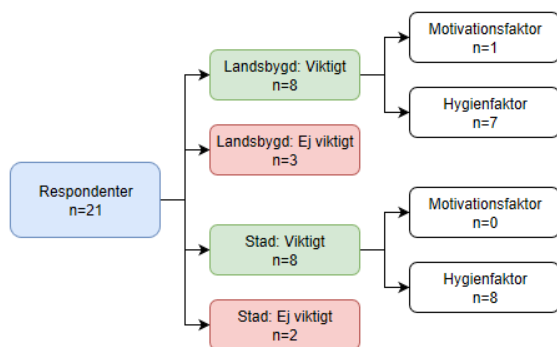 Respondenter
n=21
Landsbygd: Viktigt
n=8
Motivationsfaktor
n=1
Hygienfaktor
n=7
Landsbygd: Ej viktigt
n=3
Stad: Viktigt
n=8
Motivationsfaktor
n=0
Hygienfaktor
n=8
Stad: Ej viktigt
n=2